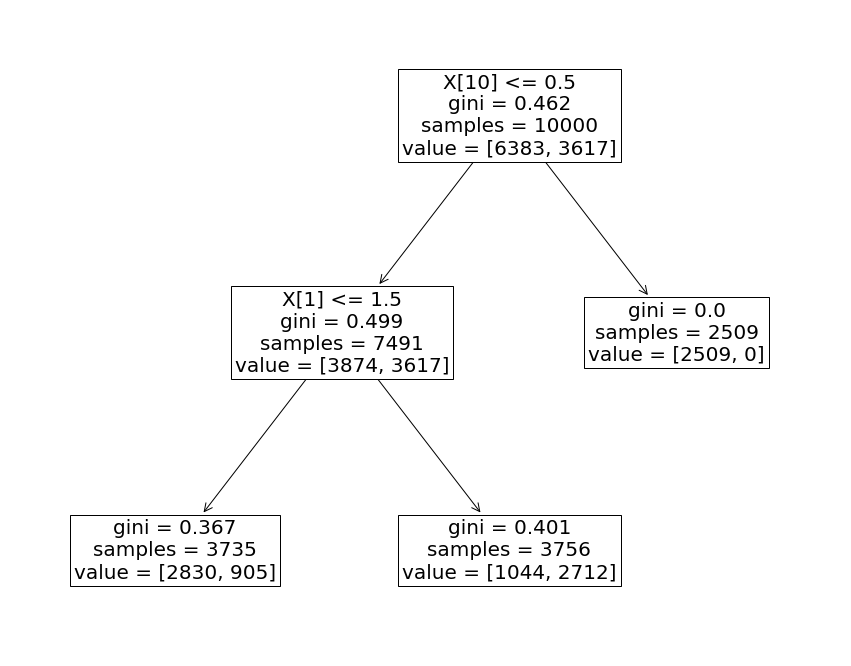 X[10] <= 0.5
gini = 0.462
samples = 10000
value = [6383, 3617]
X[1] <= 1.5
gini = 0.499
samples = 7491
value = [3874, 3617]
gini = 0.0
samples = 2509
value = [2509, 0]
gini = 0.367
samples = 3735
value = [2830, 905]
gini = 0.401
samples = 3756
value = [1044, 2712]